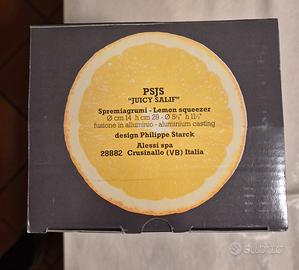 PSJS
"JUICY SALIF"
Spremiagrumi - Lemon squeezer
Ø cm 14 h cm 29 - Ø 5½" h 11½"
fusione in alluminio - aluminium casting
design Philippe Starck
Alessi spa
28882 Crusinallo (VB) Italia
Subito